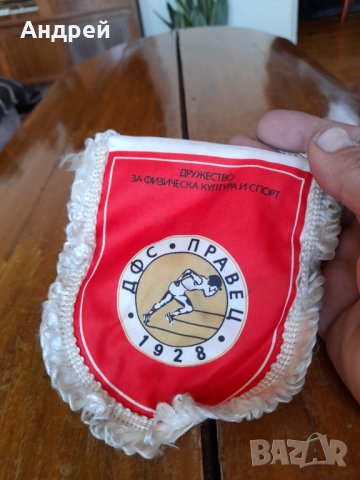 Андрей
ДРУЖЕСТВО
ЗА ФИЗИЧЕСКА КУЛТУРА И СПОРТ
ДФС • ПРАВЕЦ •
1928
BAZAR